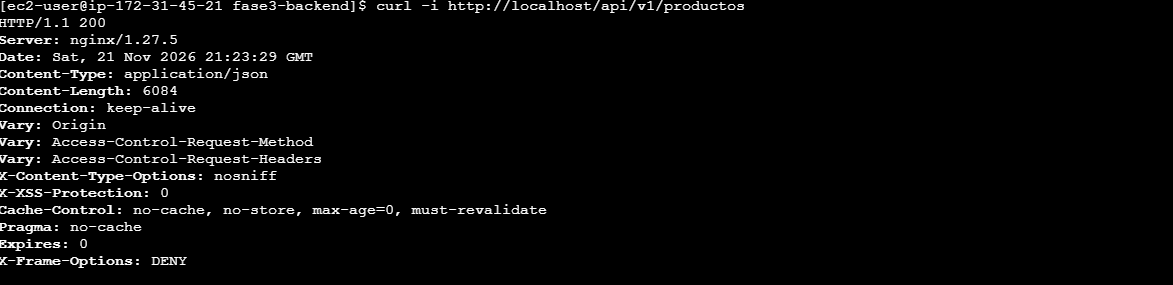 [ec2-user@ip-172-31-45-21 fase3-backend]$ curl -i http://localhost/api/v1/productos
HTTP/1.1 200
Server: nginx/1.27.5
Date: Sat, 21 Nov 2026 21:23:29 GMT
Content-Type: application/json
Content-Length: 6084
Connection: keep-alive
Vary: Origin
Vary: Access-Control-Request-Method
Vary: Access-Control-Request-Headers
X-Content-Type-Options: nosniff
X-XSS-Protection: 0
Cache-Control: no-cache, no-store, max-age=0, must-revalidate
Pragma: no-cache
Expires: 0
X-Frame-Options: DENY